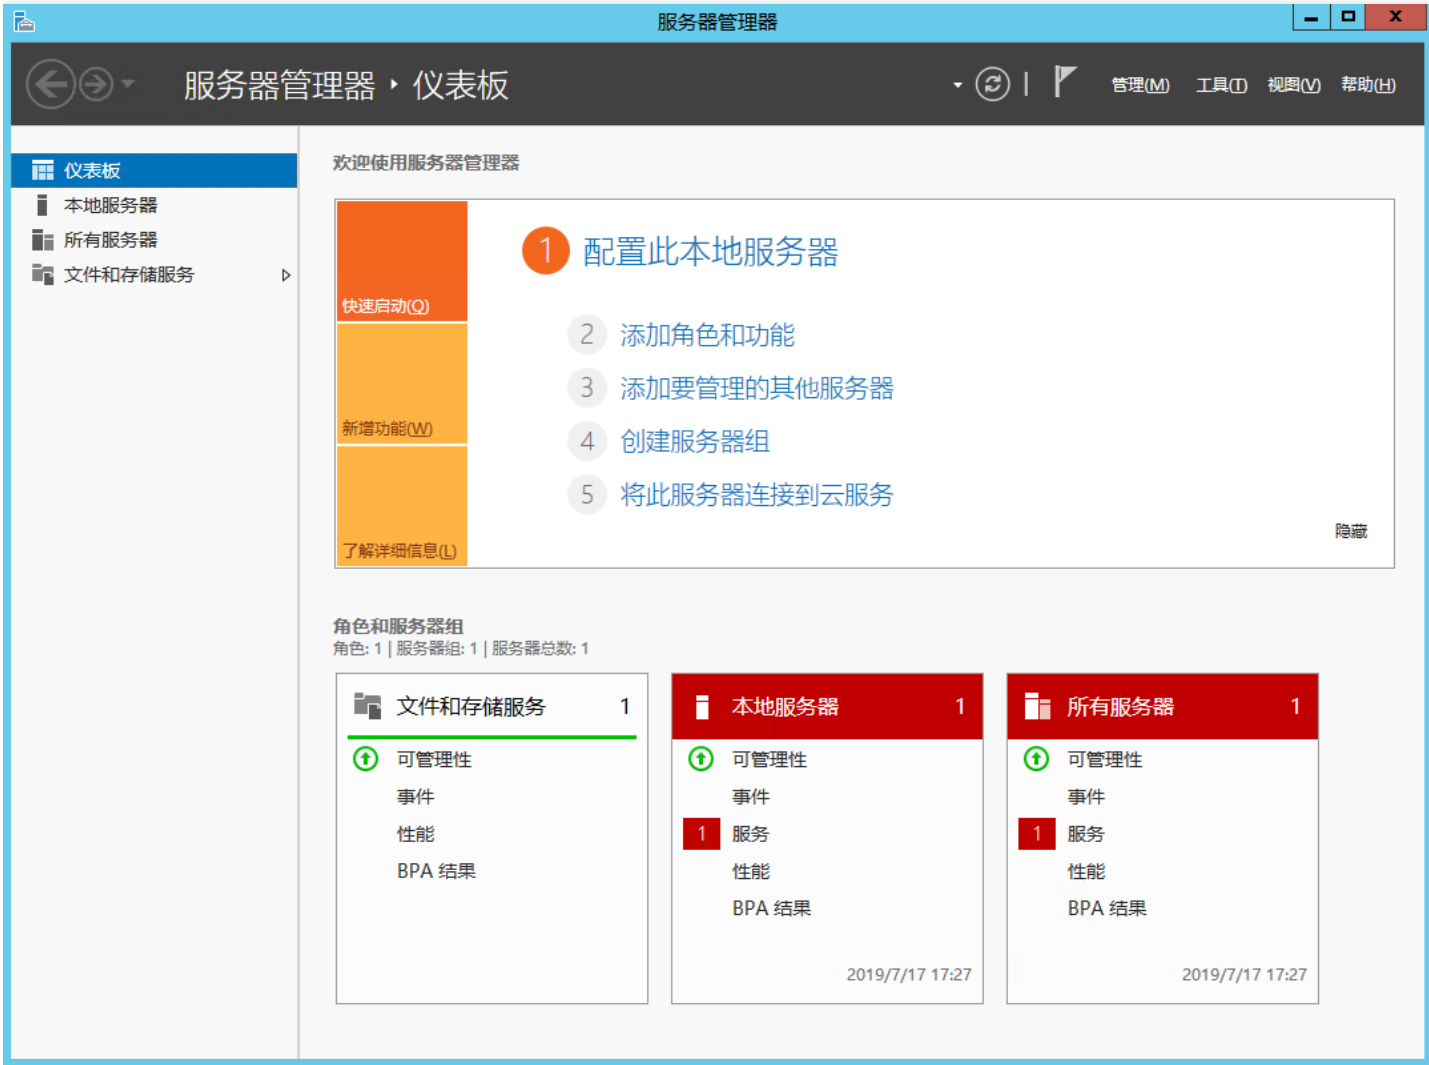 服务器管理器
服务器管理器 ‣ 仪表板
管理(M) 工具(T) 视图(V) 帮助(H)
仪表板
本地服务器
所有服务器
文件和存储服务
欢迎使用服务器管理器
快速启动(Q)
新增功能(W)
了解详细信息(L)
1 配置此本地服务器
2 添加角色和功能
3 添加要管理的其他服务器
4 创建服务器组
5 将此服务器连接到云服务
隐藏
角色和服务器组
角色: 1 | 服务器组: 1 | 服务器总数: 1
文件和存储服务 1
可管理性
事件
性能
BPA 结果
本地服务器 1
可管理性
事件
1 服务
性能
BPA 结果
2019/7/17 17:27
所有服务器 1
可管理性
事件
1 服务
性能
BPA 结果
2019/7/17 17:27